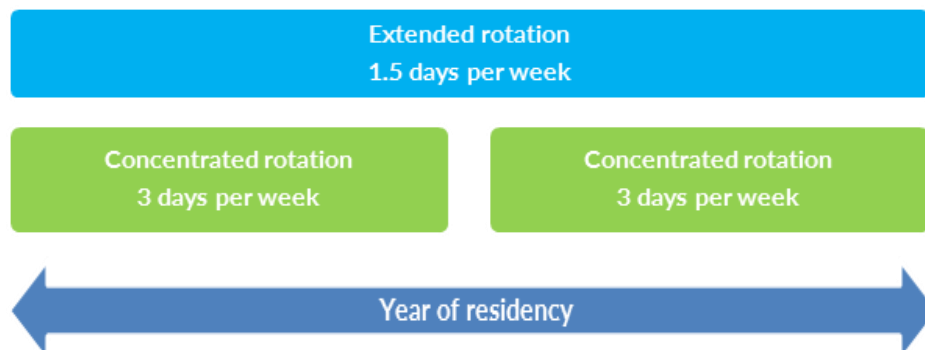 Extended rotation
1.5 days per week
Concentrated rotation
3 days per week
Concentrated rotation
3 days per week
Year of residency